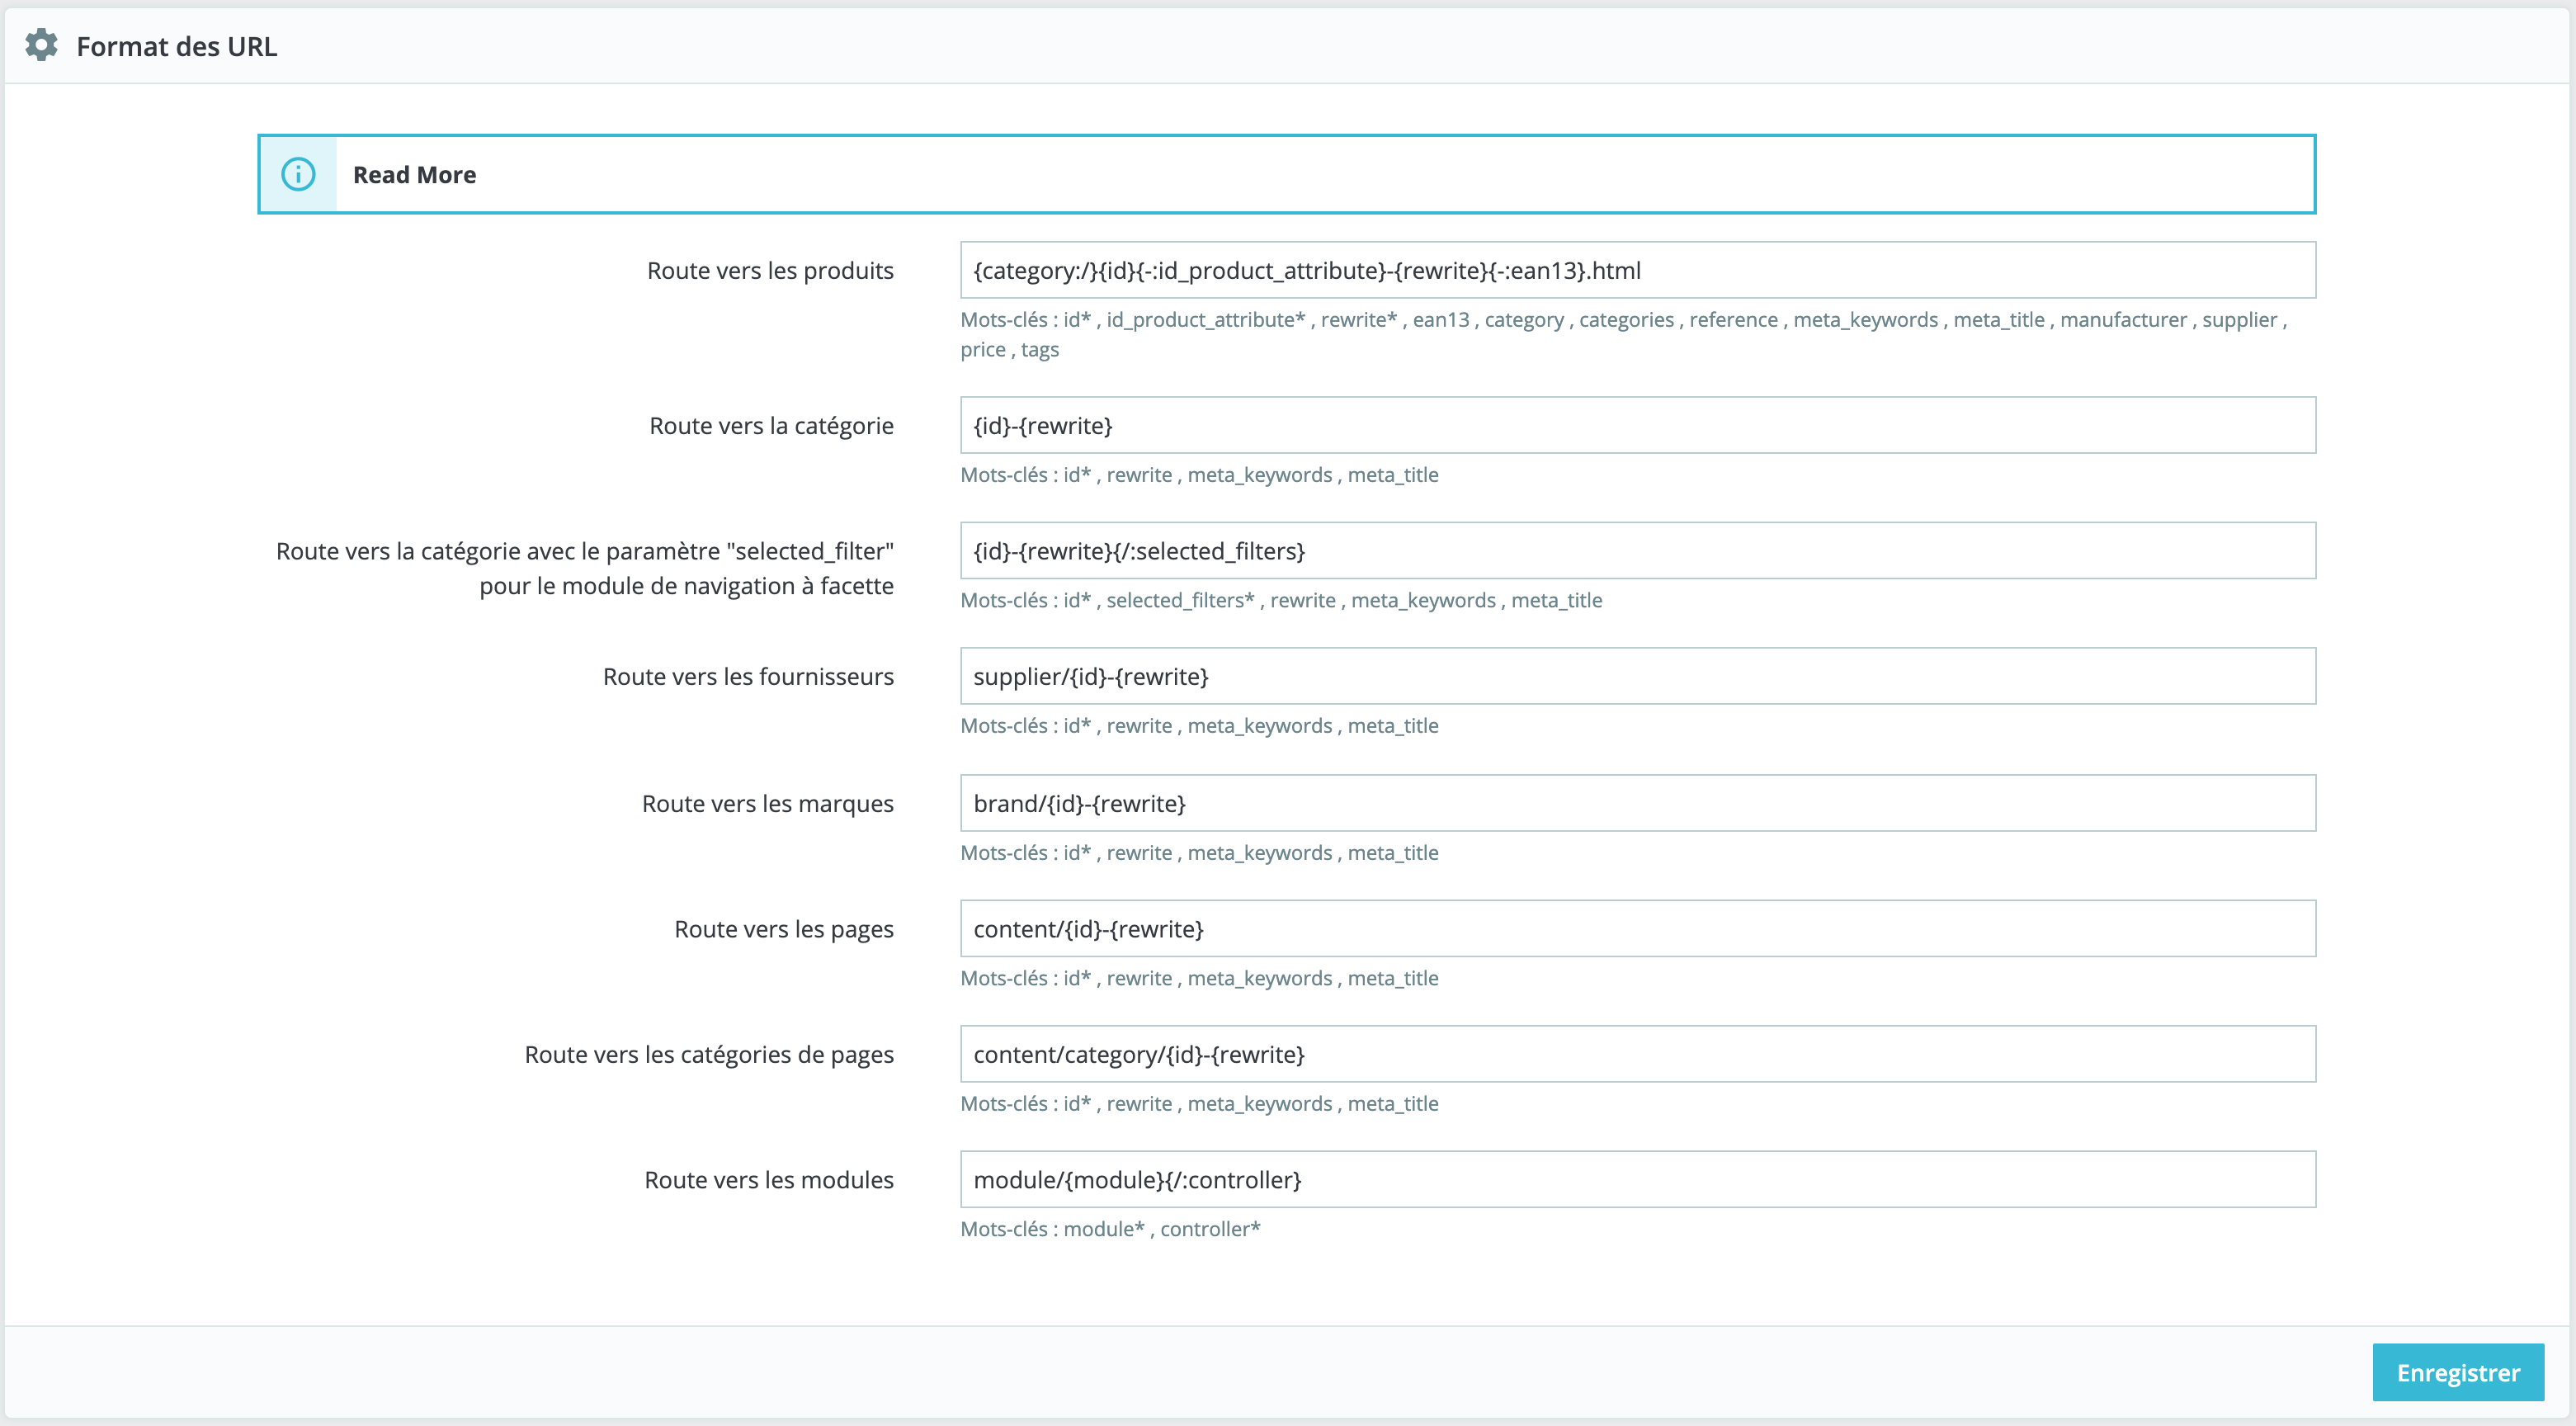 Format des URL
Read More
Route vers les produits
{category:/}{id}{-:id_product_attribute}-{rewrite}{-:ean13}.html
Mots-clés : id* , id_product_attribute* , rewrite* , ean13 , category , categories , reference , meta_keywords , meta_title , manufacturer , supplier ,
price , tags
Route vers la catégorie
{id}-{rewrite}
Mots-clés : id* , rewrite , meta_keywords , meta_title
Route vers la catégorie avec le paramètre "selected_filter"
pour le module de navigation à facette
{id}-{rewrite}{/:selected_filters}
Mots-clés : id* , selected_filters* , rewrite , meta_keywords , meta_title
Route vers les fournisseurs
supplier/{id}-{rewrite}
Mots-clés : id* , rewrite , meta_keywords , meta_title
Route vers les marques
brand/{id}-{rewrite}
Mots-clés : id* , rewrite , meta_keywords , meta_title
Route vers les pages
content/{id}-{rewrite}
Mots-clés : id* , rewrite , meta_keywords , meta_title
Route vers les catégories de pages
content/category/{id}-{rewrite}
Mots-clés : id* , rewrite , meta_keywords , meta_title
Route vers les modules
module/{module}{/:controller}
Mots-clés : module* , controller*
Enregistrer